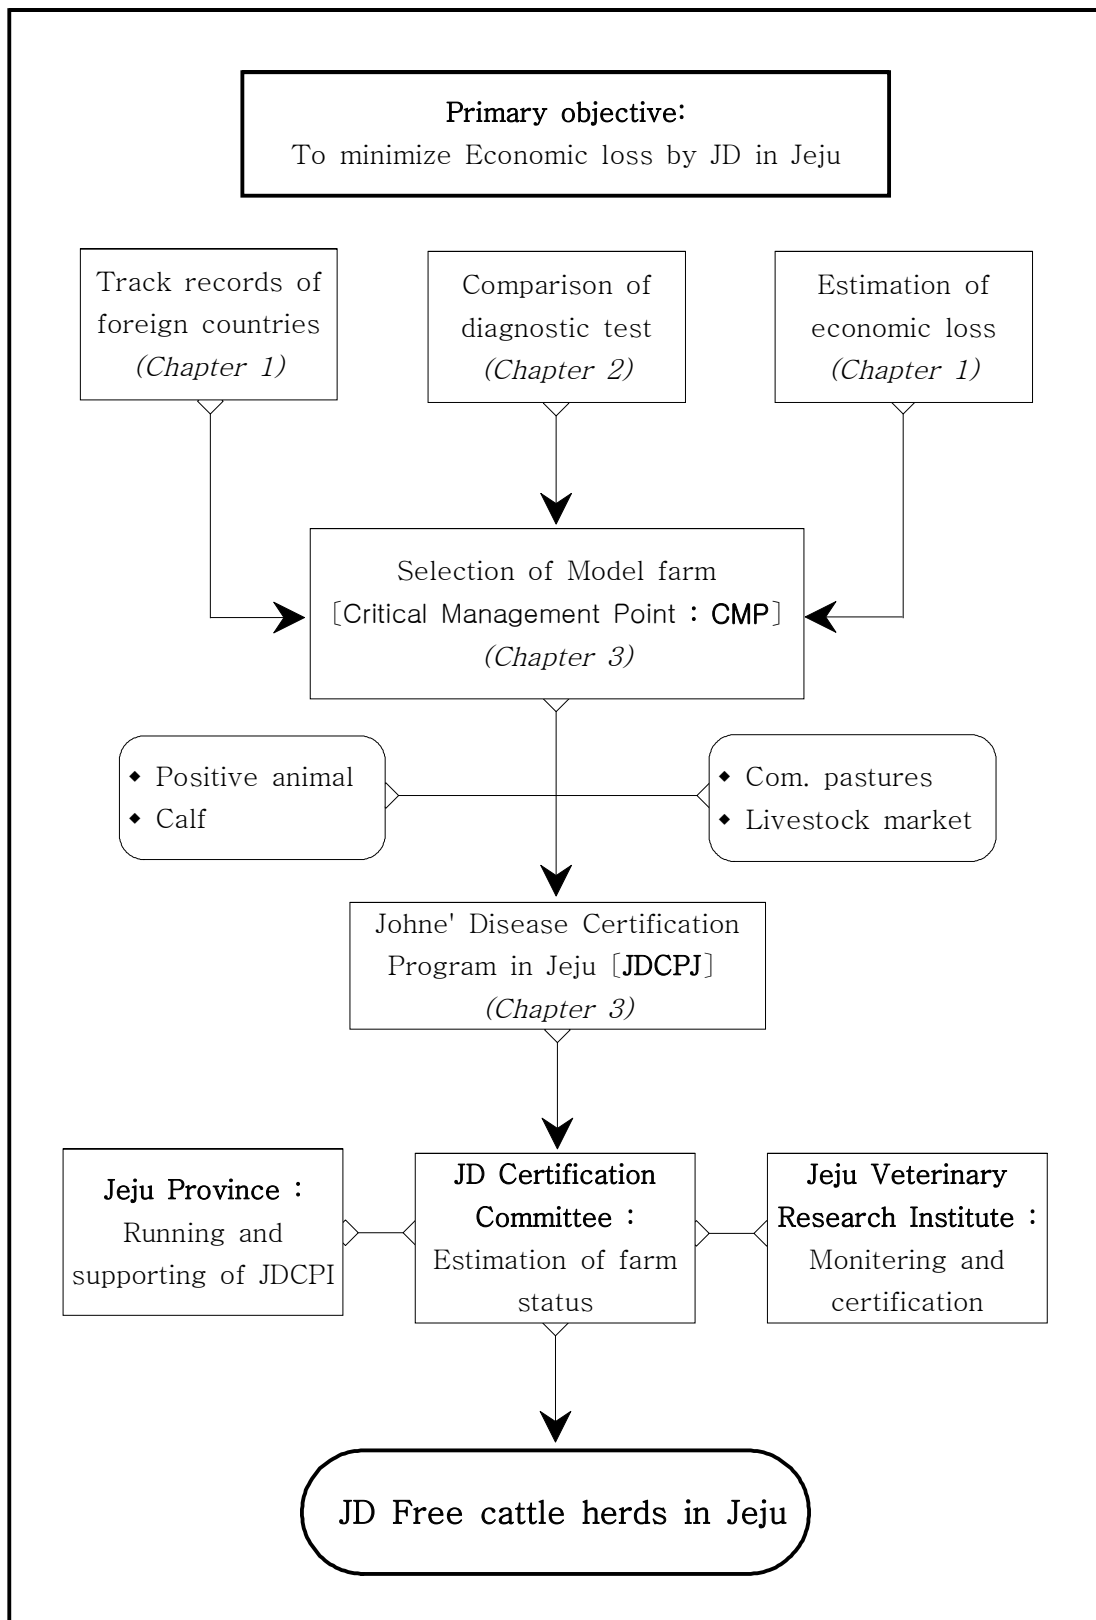 Primary objective:
To minimize Economic loss by JD in Jeju
Track records of
foreign countries
(Chapter 1)
Comparison of
diagnostic test
(Chapter 2)
Estimation of
economic loss
(Chapter 1)
Selection of Model farm
[Critical Management Point : CMP]
(Chapter 3)
◆ Positive animal
◆ Calf
◆ Com. pastures
◆ Livestock market
Johne' Disease Certification
Program in Jeju [JDCPJ]
(Chapter 3)
Jeju Province :
Running and
supporting of JDCPI
JD Certification
Committee :
Estimation of farm
status
Jeju Veterinary
Research Institute :
Monitering and
certification
JD Free cattle herds in Jeju